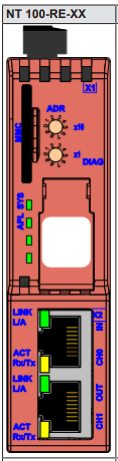 NT 100-RE-XX
X1
ADR
MMC
x10
x1
DIAG
APL SYS
LINK
L/A
X2
IN
CH0
ACT
Rx/Tx
LINK
L/A
OUT
CH1
ACT
Rx/Tx